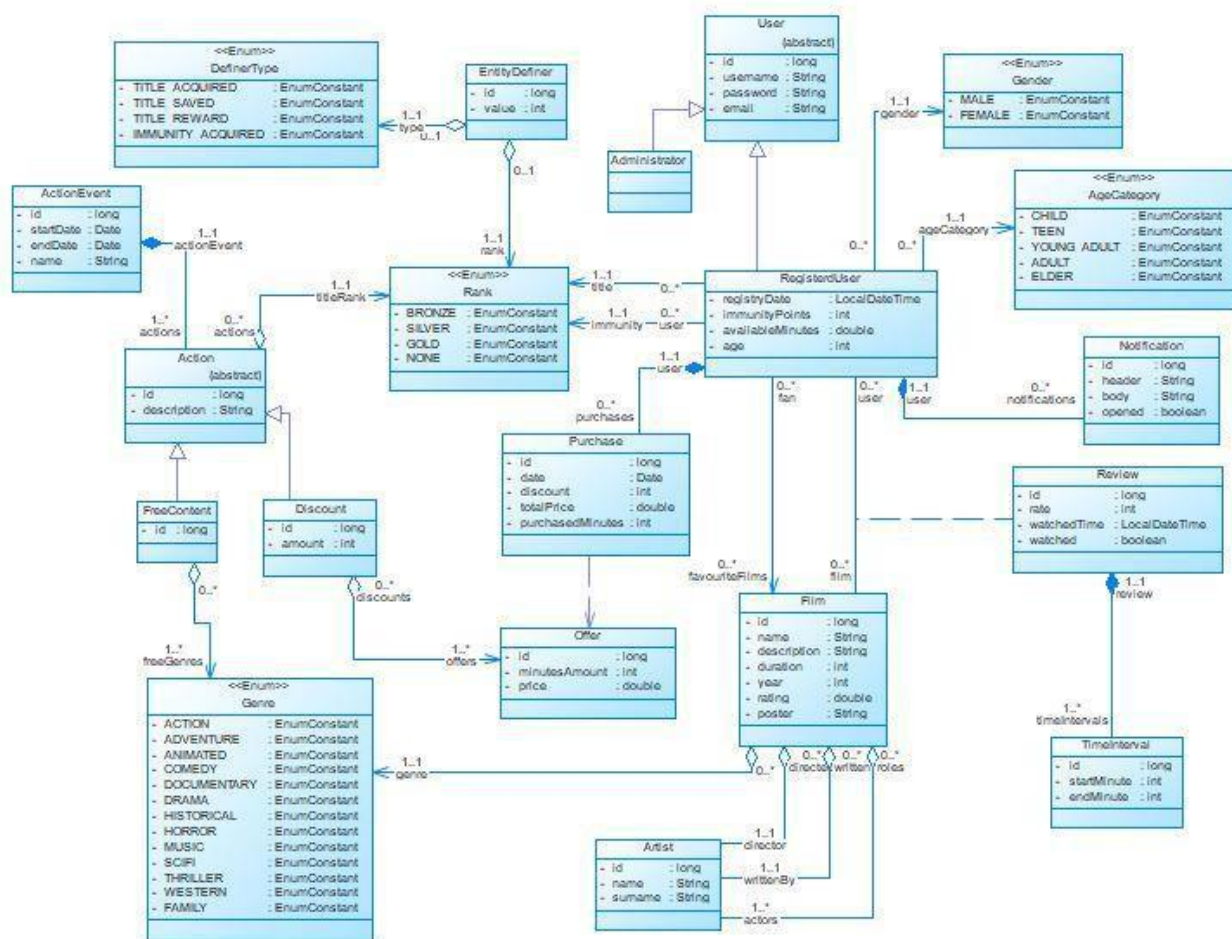 <<Enum>>
DefinerType
- TITLE_ACQUIRED : EnumConstant
- TITLE_SAVED : EnumConstant
- TITLE_REWARD : EnumConstant
- IMMUNITY_ACQUIRED : EnumConstant
EntityDefiner
- id : long
- value : int
1..1
type
0..1
0..1
1..1
rank
User
(abstract)
- id : long
- username : String
- password : String
- email : String
Administrator
<<Enum>>
Gender
- MALE : EnumConstant
- FEMALE : EnumConstant
1..1
gender
0..*
<<Enum>>
AgeCategory
- CHILD : EnumConstant
- TEEN : EnumConstant
- YOUNG_ADULT : EnumConstant
- ADULT : EnumConstant
- ELDER : EnumConstant
1..1
ageCategory
0..*
ActionEvent
- id : long
- startDate : Date
- endDate : Date
- name : String
1..1
actionEvent
1..*
actions
0..*
actions
1..*
titleRank
<<Enum>>
Rank
- BRONZE : EnumConstant
- SILVER : EnumConstant
- GOLD : EnumConstant
- NONE : EnumConstant
1..1
title
0..*
1..1
immunity
0..*
user
RegisterdUser
- registryDate : LocalDateTime
- immunityPoints : int
- availableMinutes : double
- age : int
1..1
user
0..*
purchases
0..*
fan
0..*
user
1..1
user
0..*
notifications
Notification
- id : long
- header : String
- body : String
- opened : boolean
Action
(abstract)
- id : long
- description : String
FreeContent
- id : long
Discount
- id : long
- amount : int
Purchase
- id : long
- date : Date
- discount : int
- totalPrice : double
- purchasedMinutes : int
Review
- id : long
- rate : int
- watchedTime : LocalDateTime
- watched : boolean
1..1
review
1..*
timeIntervals
0..*
0..*
discounts
0..*
favouriteFilms
0..*
film
Film
- id : long
- name : String
- description : String
- duration : int
- year : int
- rating : double
- poster : String
Offer
- id : long
- minutesAmount : int
- price : double
1..*
freeGenres
1..*
offers
<<Enum>>
Genre
- ACTION : EnumConstant
- ADVENTURE : EnumConstant
- ANIMATED : EnumConstant
- COMEDY : EnumConstant
- DOCUMENTARY : EnumConstant
- DRAMA : EnumConstant
- HISTORICAL : EnumConstant
- HORROR : EnumConstant
- MUSIC : EnumConstant
- SCIFI : EnumConstant
- THRILLER : EnumConstant
- WESTERN : EnumConstant
- FAMILY : EnumConstant
1..1
genre
0..*
0..*
0..*
0..*
written
roles
TimeInterval
- id : long
- startMinute : int
- endMinute : int
Artist
- id : long
- name : String
- surname : String
1..1
director
1..1
writtenBy
1..*
actors